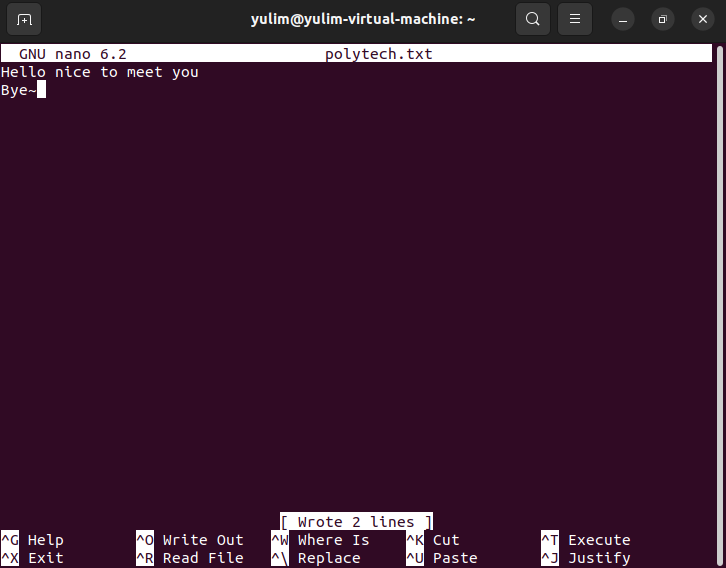 yulim@yulim-virtual-machine: ~
GNU nano 6.2 polytech.txt
Hello nice to meet you
Bye~
[ Wrote 2 lines ]
^G Help ^O Write Out ^W Where Is ^K Cut ^T Execute
^X Exit ^R Read File ^\ Replace ^U Paste ^J Justify